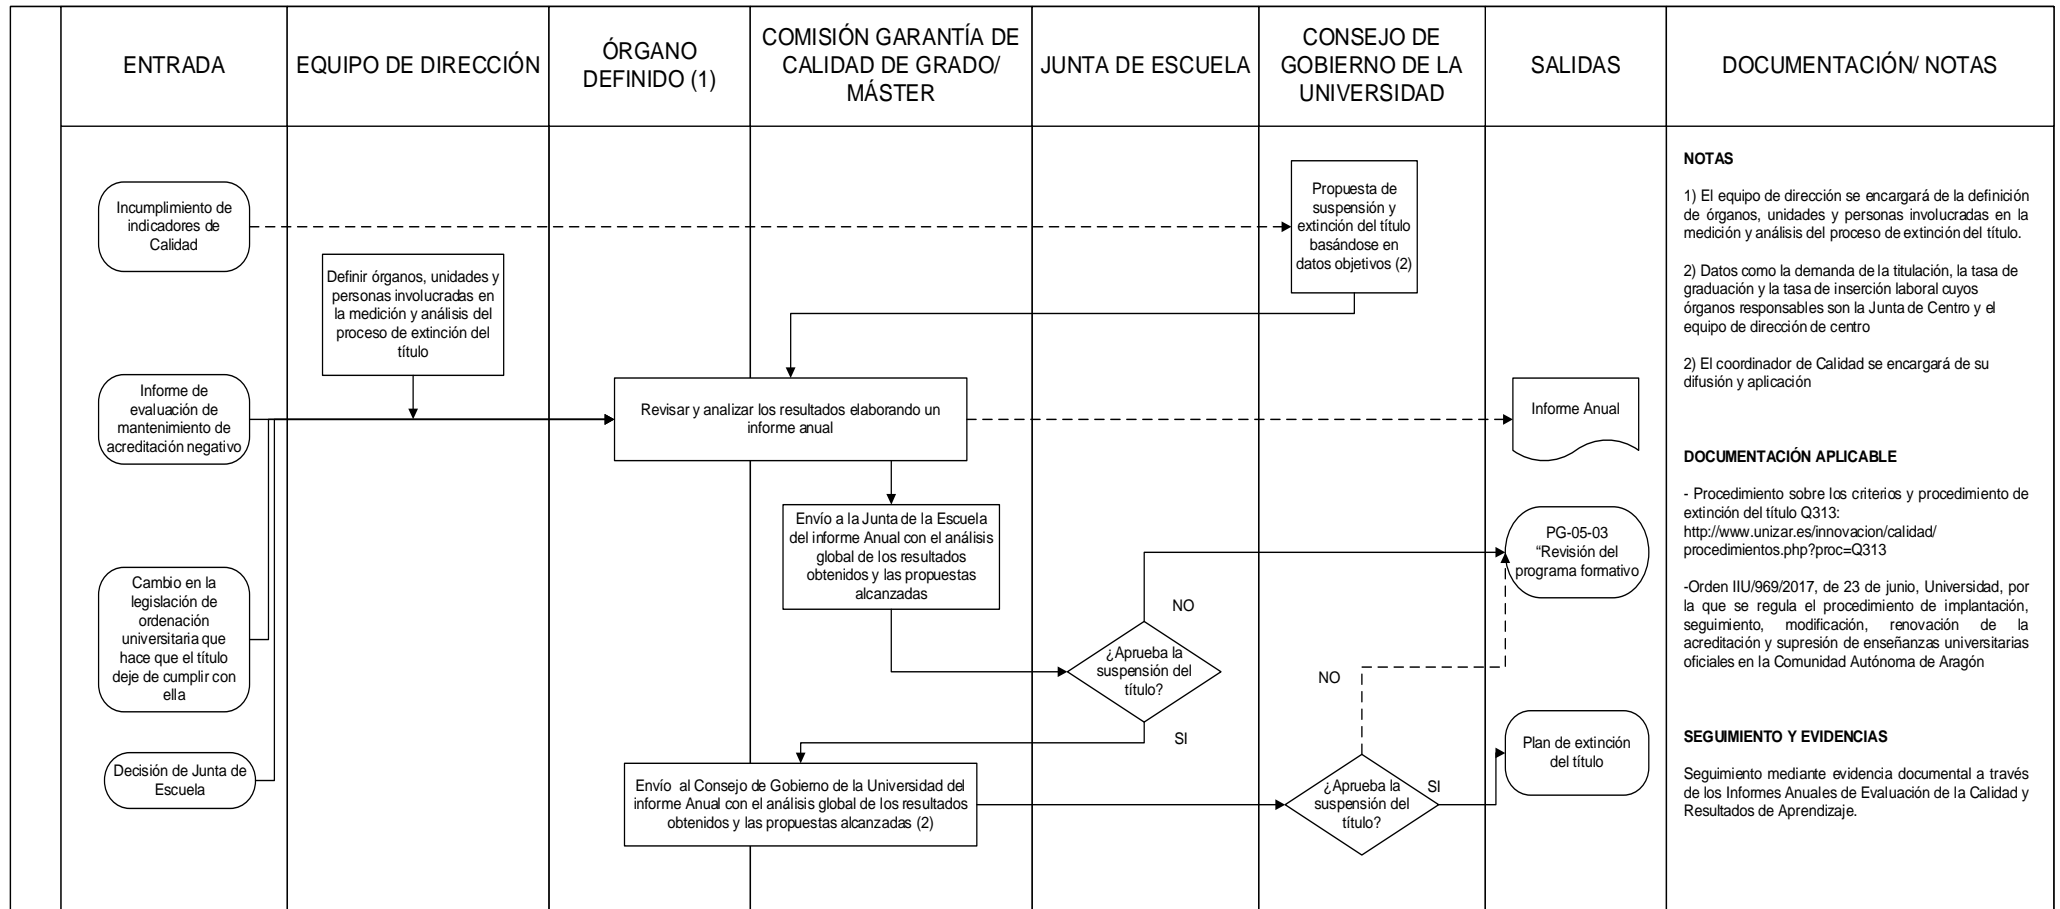 ENTRADA
EQUIPO DE DIRECCIÓN
ÓRGANO
DEFINIDO (1)
COMISIÓN GARANTÍA DE
CALIDAD DE GRADO/
MÁSTER
JUNTA DE ESCUELA
CONSEJO DE
GOBIERNO DE LA
UNIVERSIDAD
SALIDAS
DOCUMENTACIÓN/ NOTAS
Incumplimiento de
indicadores de
Calidad
Informe de
evaluación de
mantenimiento de
acreditación negativo
Cambio en la
legislación de
ordenación
universitaria que
hace que el título
deje de cumplir con
ella
Decisión de Junta de
Escuela
Definir órganos, unidades y
personas involucradas en
la medición y análisis del
proceso de extinción del
título
Revisar y analizar los resultados elaborando un
informe anual
Envío a la Junta de la Escuela
del informe Anual con el análisis
global de los resultados
obtenidos y las propuestas
alcanzadas
Envío  al Consejo de Gobierno de la Universidad del
informe Anual con el análisis global de los resultados
obtenidos y las propuestas alcanzadas (2)
NO
¿Aprueba la
suspensión del
título?
SI
Propuesta de
suspensión y
extinción del título
basándose en
datos objetivos (2)
NO
¿Aprueba la
suspensión del
título?
SI
Informe Anual
PG-05-03
“Revisión del
programa formativo
Plan de extinción
del título
NOTAS
1) El equipo de dirección se encargará de la definición
de órganos, unidades y personas involucradas en la
medición y análisis del proceso de extinción del título.
2) Datos como la demanda de la titulación, la tasa de
graduación y la tasa de inserción laboral cuyos
órganos responsables son la Junta de Centro y el
equipo de dirección de centro
2) El coordinador de Calidad se encargará de su
difusión y aplicación
DOCUMENTACIÓN APLICABLE
- Procedimiento sobre los criterios y procedimiento de
extinción del título Q313:
http://www.unizar.es/innovacion/calidad/
procedimientos.php?proc=Q313
-Orden IIU/969/2017, de 23 de junio, Universidad, por
la que se regula el procedimiento de implantación,
seguimiento, modificación, renovación de la
acreditación y supresión de enseñanzas universitarias
oficiales en la Comunidad Autónoma de Aragón
SEGUIMIENTO Y EVIDENCIAS
Seguimiento mediante evidencia documental a través
de los Informes Anuales de Evaluación de la Calidad y
Resultados de Aprendizaje.